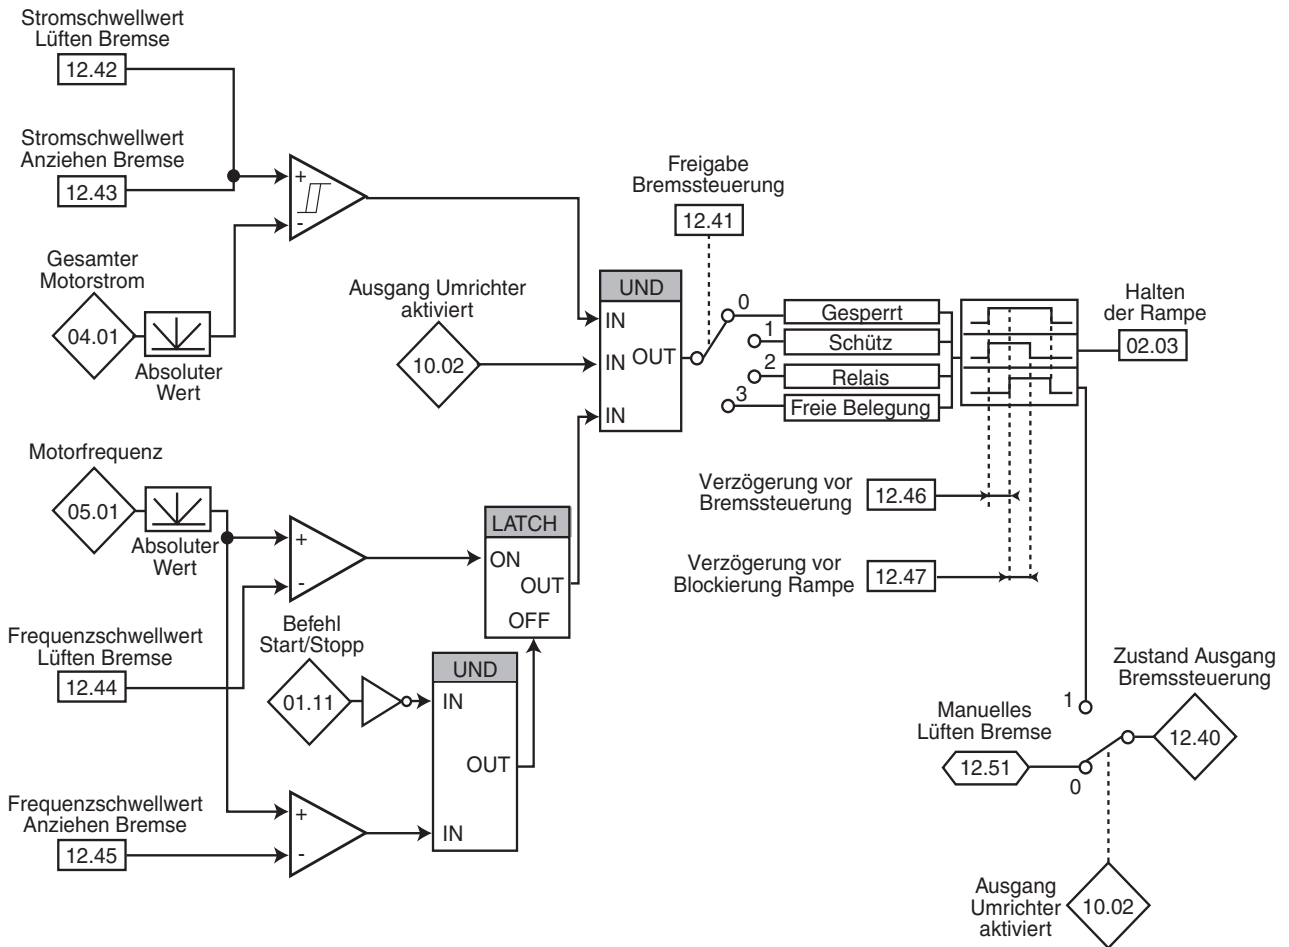 Stromschwellwert
Lüften Bremse
12.42
Stromschwellwert
Anziehen Bremse
12.43
+
-
Gesamter
Motorstrom
04.01
Absoluter
Wert
Ausgang Umrichter
aktiviert
10.02
UND
IN
IN
OUT
IN
Freigabe
Bremssteuerung
12.41
0
Gesperrt
1
Schütz
2
Relais
3
Freie Belegung
Halten
der Rampe
02.03
Verzögerung vor
Bremssteuerung
12.46
Verzögerung vor
Blockierung Rampe
12.47
Motorfrequenz
05.01
Absoluter
Wert
+
-
LATCH
ON
OUT
OFF
Frequenzschwellwert
Lüften Bremse
12.44
Befehl
Start/Stopp
01.11
UND
IN
OUT
IN
Frequenzschwellwert
Anziehen Bremse
12.45
+
-
Zustand Ausgang
Bremssteuerung
12.40
1
Manuelles
Lüften Bremse
12.51
0
Ausgang
Umrichter
aktiviert
10.02